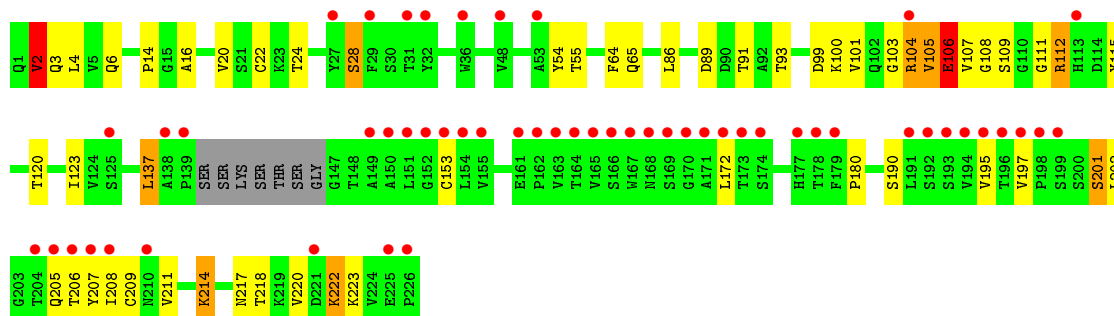 Q1 V2 Q3 L4 V5 Q6 P14 G15 A16 V20 S21 C22 K23 T24 Y27 S28 F29 S30 T31 Y32 W36 V48 A53 Y54 T55 F64 Q65 L86 D89 D90 T91 A92 T93 D99 K100 V101 Q102 G103 R104 V105 E106 V107 G108 S109 G110 G111 R112 H113 D114
T120 I123 V124 S125 L137 A138 P139 SER SER LYS SER THR SER GLY G147 T148 A149 A150 L151 G152 C153 L154 V155 E161 P162 V163 T164 V165 S166 W167 N168 S169 G170 A171 L172 T173 S174 H177 T178 F179 P180 S190 L191 S192 S193 V194 V195 T196 V197 P198 S199 S200 S201
G203 T204 Q205 T206 Y207 I208 C209 N210 V211 K214 N217 T218 K219 V220 D221 K222 K223 V224 E225 P226